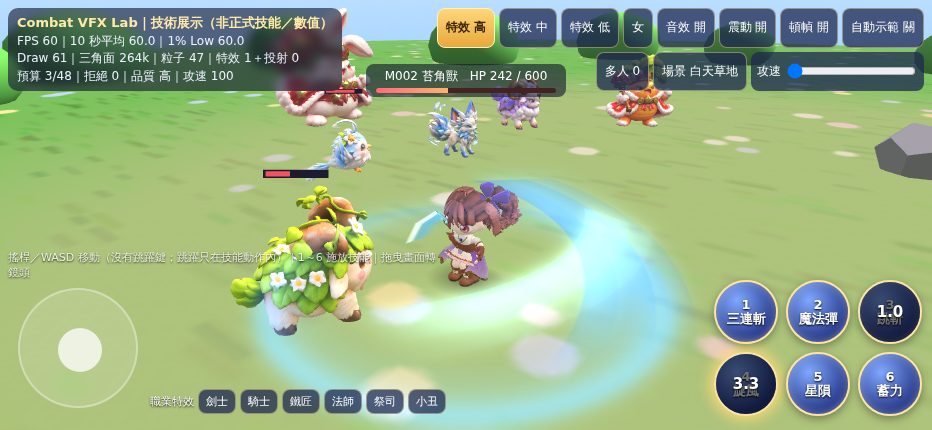 Combat VFX Lab｜技術展示（非正式技能／數值）
FPS 60｜10 秒平均 60.0｜1% Low 60.0
Draw 61｜三角面 264k｜粒子 47｜特效 1＋投射 0
預算 3/48｜拒絕 0｜品質 高｜攻速 100
特效 高
特效 中
特效 低
女
音效 開
震動 開
頓幀 開
自動示範 關
多人 0
場景 白天草地
攻速
M002 苔角獸　HP 242 / 600
搖桿／WASD 移動（沒有跳躍鍵；跳躍只在技能動作內）｜1~6 施放技能｜拖曳畫面轉
鏡頭
1
三連斬
2
魔法彈
3
跳斬
1.0
4
旋風
3.3
5
星隕
6
蓄力
職業特效
劍士
騎士
鐵匠
法師
祭司
小丑